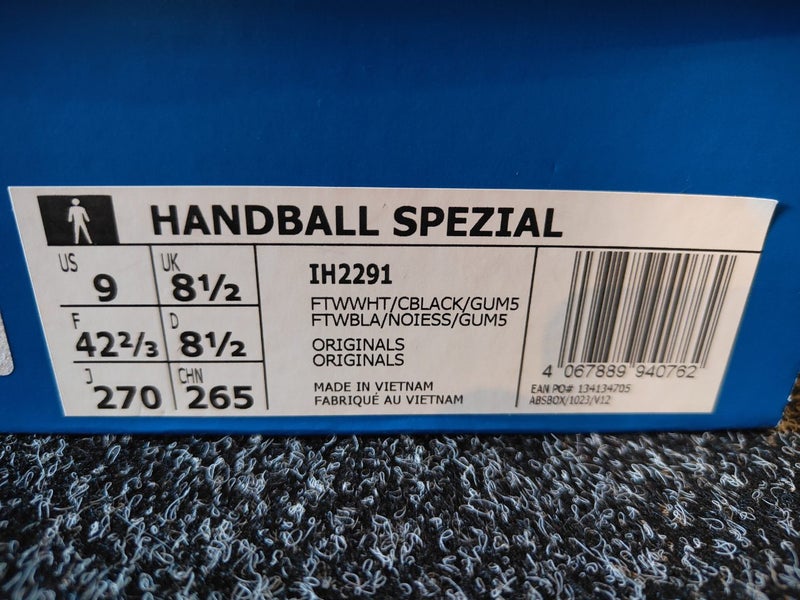 HANDBALL SPEZIAL
US 9 UK 8½
F 42⅔ D 8½
J 270 CHN 265
IH2291
FTWWHT/CBLACK/GUM5
FTWBLA/NOIESS/GUM5
ORIGINALS
ORIGINALS
MADE IN VIETNAM
FABRIQUÉ AU VIETNAM
4 067889 940762
EAN PO# 134134705
ABSBOX/1023/V12